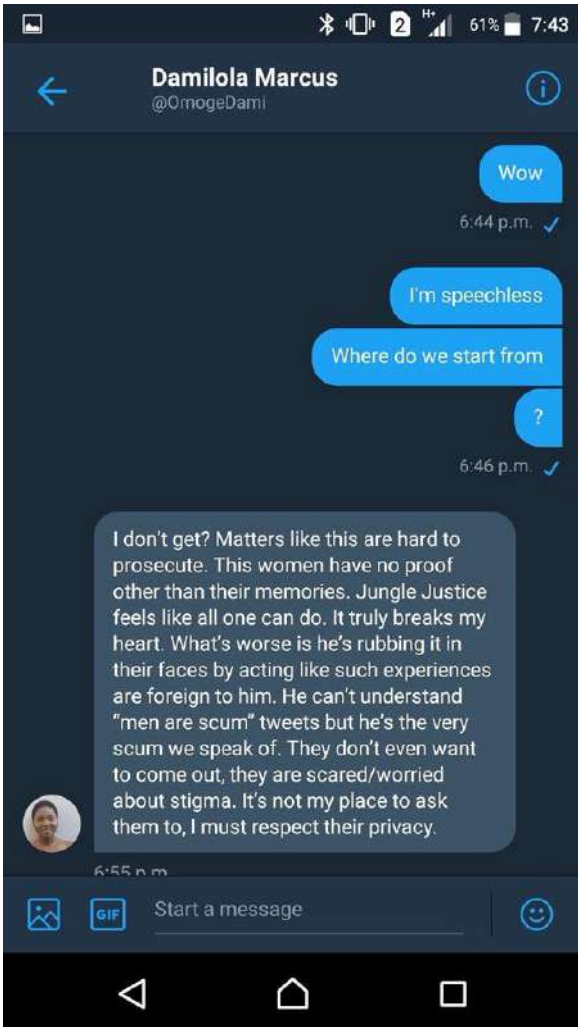 2 H+ 61% 7:43
Damilola Marcus
@OmogeDami
Wow
6:44 p.m.
I'm speechless
Where do we start from
?
6:46 p.m.
I don't get? Matters like this are hard to
prosecute. This women have no proof
other than their memories. Jungle Justice
feels like all one can do. It truly breaks my
heart. What's worse is he's rubbing it in
their faces by acting like such experiences
are foreign to him. He can't understand
“men are scum” tweets but he's the very
scum we speak of. They don't even want
to come out, they are scared/worried
about stigma. It's not my place to ask
them to, I must respect their privacy.
6:55 p.m.
GIF Start a message